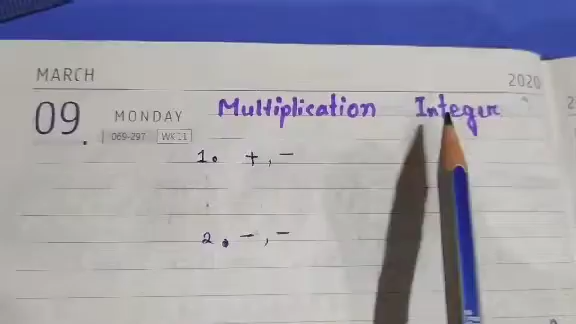 MARCH 2020
09. MONDAY Multiplication Integer
069-297 WK 11
1. +, -
2. -, -